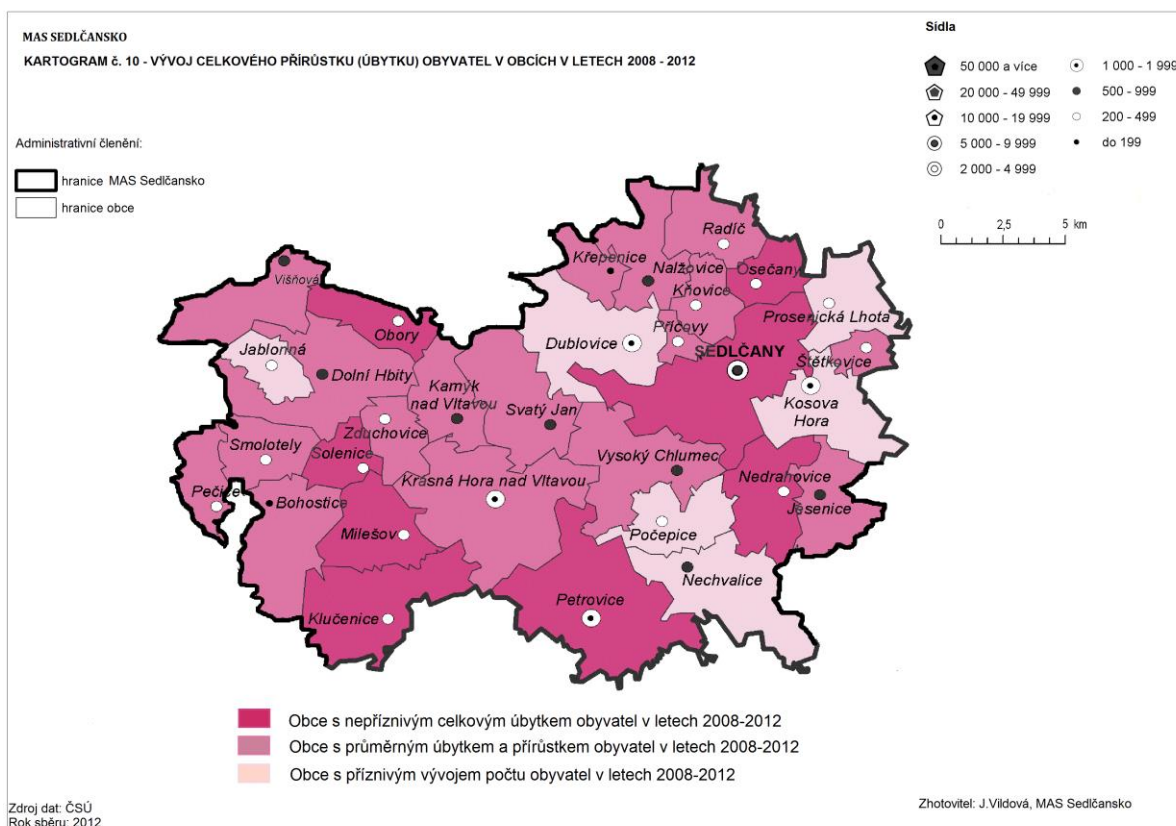 MAS SEDLČANSKO
KARTOGRAM č. 10 - VÝVOJ CELKOVÉHO PŘÍRŮSTKU (ÚBYTKU) OBYVATEL V OBCÍCH V LETECH 2008 - 2012
Sídla
50 000 a více
20 000 - 49 999
10 000 - 19 999
5 000 - 9 999
2 000 - 4 999
1 000 - 1 999
500 - 999
200 - 499
do 199
Administrativní členění:
hranice MAS Sedlčansko
hranice obce
0 2,5 5 km
Radíč
Křepenice
Nalžovice
Osečany
Višňová
Kňovice
Prosenická Lhota
Obory
Příčovy
Dublovice
Jablonná
SEDLČANY
Štětkovice
Dolní Hbity
Kamýk
nad Vltavou
Kosova
Hora
Svatý Jan
Zduchovice
Smolotely
Solenice
Vysoký Chlumec
Nedrahovice
Krásná Hora nad Vltavou
Pečice
Bohostice
Jesenice
Milešov
Počepice
Nechvalice
Petrovice
Klučenice
Obce s nepříznivým celkovým úbytkem obyvatel v letech 2008-2012
Obce s průměrným úbytkem a přírůstkem obyvatel v letech 2008-2012
Obce s příznivým vývojem počtu obyvatel v letech 2008-2012
Zdroj dat: ČSÚ
Rok sběru: 2012
Zhotovitel: J.Vildová, MAS Sedlčansko